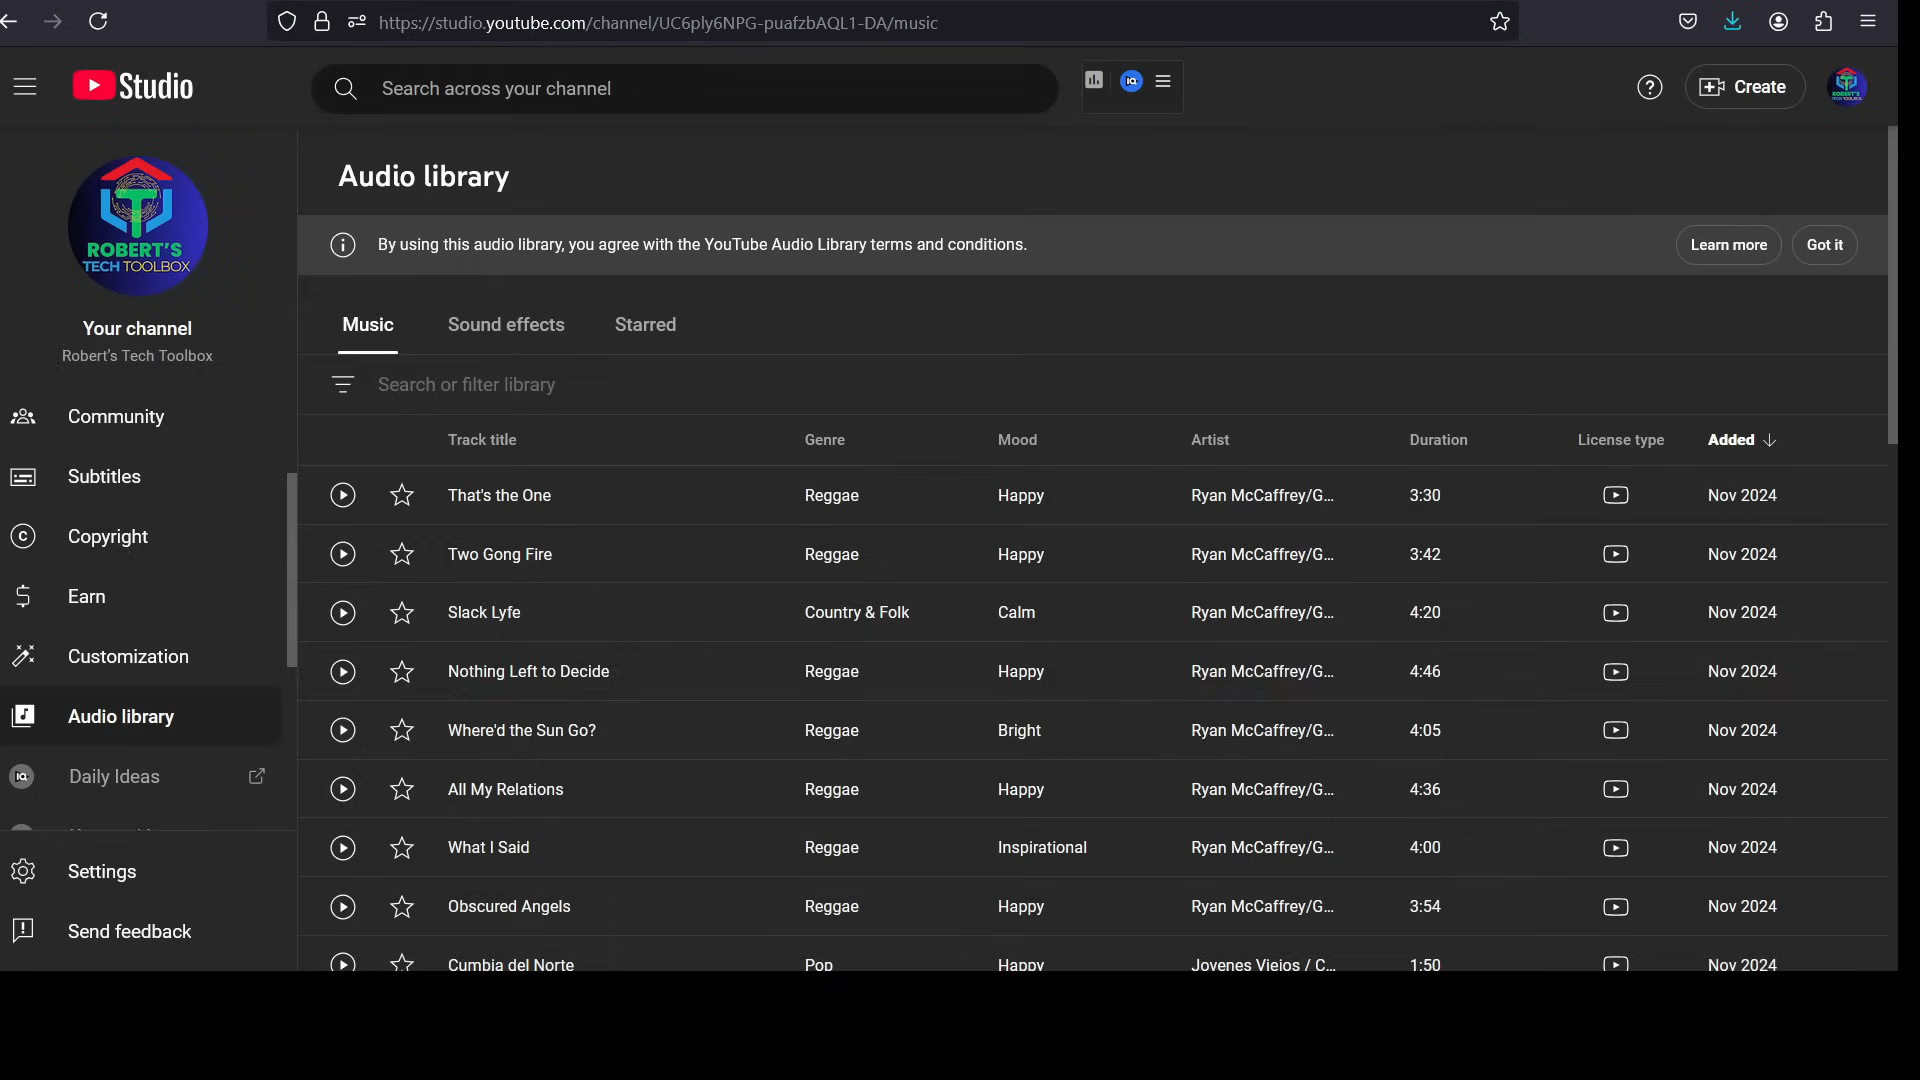 https://studio.youtube.com/channel/UC6ply6NPG-puafzbAQL1-DA/music
Studio
Search across your channel
Create
ROBERT'S
TECH TOOLBOX
Your channel
Robert's Tech Toolbox
Community
Subtitles
Copyright
Earn
Customization
Audio library
Daily Ideas
Settings
Send feedback
Audio library
By using this audio library, you agree with the YouTube Audio Library terms and conditions.
Learn more
Got it
Music Sound effects Starred
Search or filter library
Track title Genre Mood Artist Duration License type Added
That's the One Reggae Happy Ryan McCaffrey/G... 3:30 Nov 2024
Two Gong Fire Reggae Happy Ryan McCaffrey/G... 3:42 Nov 2024
Slack Lyfe Country & Folk Calm Ryan McCaffrey/G... 4:20 Nov 2024
Nothing Left to Decide Reggae Happy Ryan McCaffrey/G... 4:46 Nov 2024
Where'd the Sun Go? Reggae Bright Ryan McCaffrey/G... 4:05 Nov 2024
All My Relations Reggae Happy Ryan McCaffrey/G... 4:36 Nov 2024
What I Said Reggae Inspirational Ryan McCaffrey/G... 4:00 Nov 2024
Obscured Angels Reggae Happy Ryan McCaffrey/G... 3:54 Nov 2024
Cumbia del Norte Pop Happy Jovenes Viejos / C... 1:50 Nov 2024